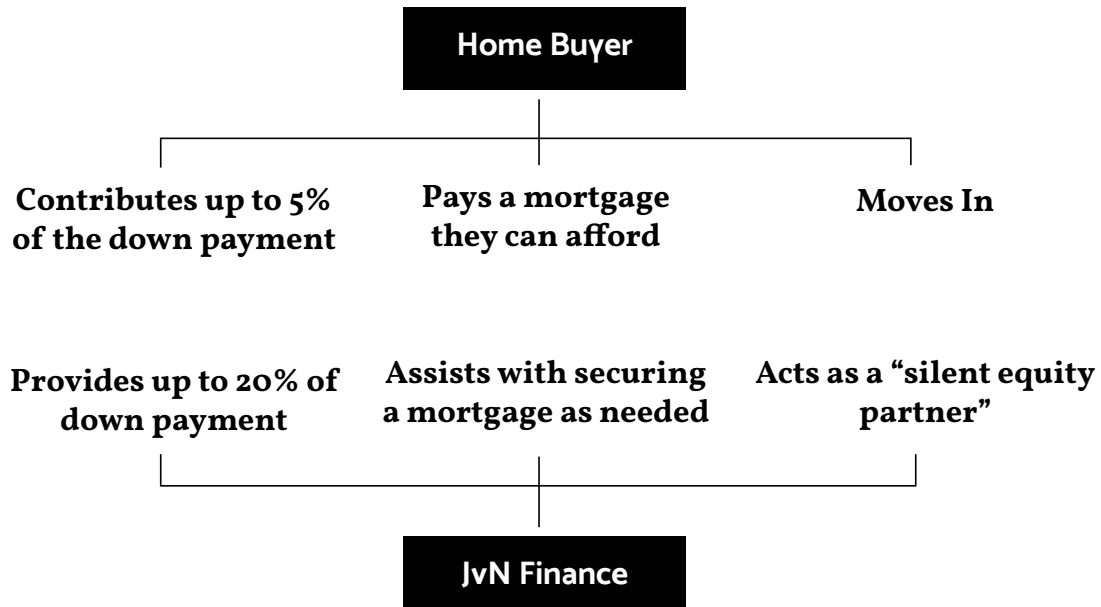 Home Buyer
Contributes up to 5%
of the down payment
Pays a mortgage
they can afford
Moves In
Provides up to 20% of
down payment
Assists with securing
a mortgage as needed
Acts as a “silent equity
partner”
JvN Finance